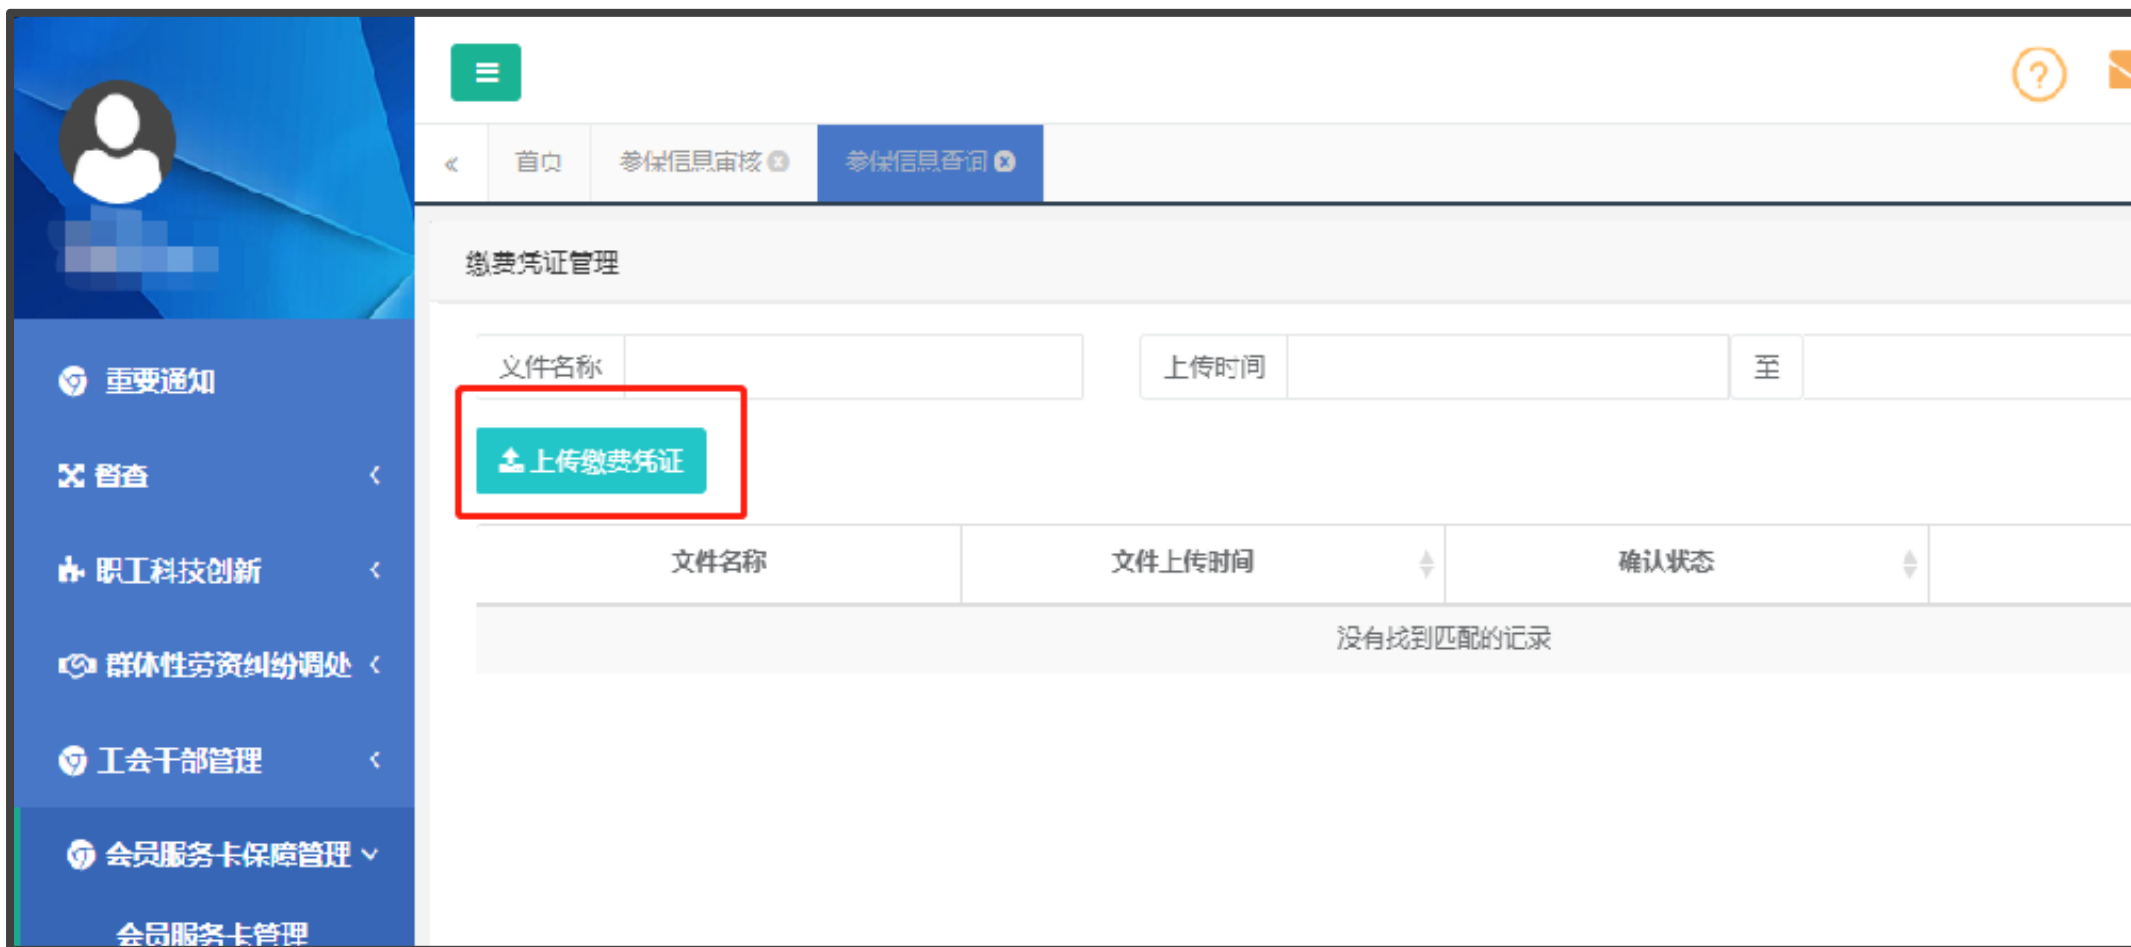 首页
参保信息审核
参保信息查询
缴费凭证管理
重要通知
督查
职工科技创新
群体性劳资纠纷调处
工会干部管理
会员服务卡保障管理
会员服务卡管理
文件名称
上传时间
至
上传缴费凭证
文件名称
文件上传时间
确认状态
没有找到匹配的记录